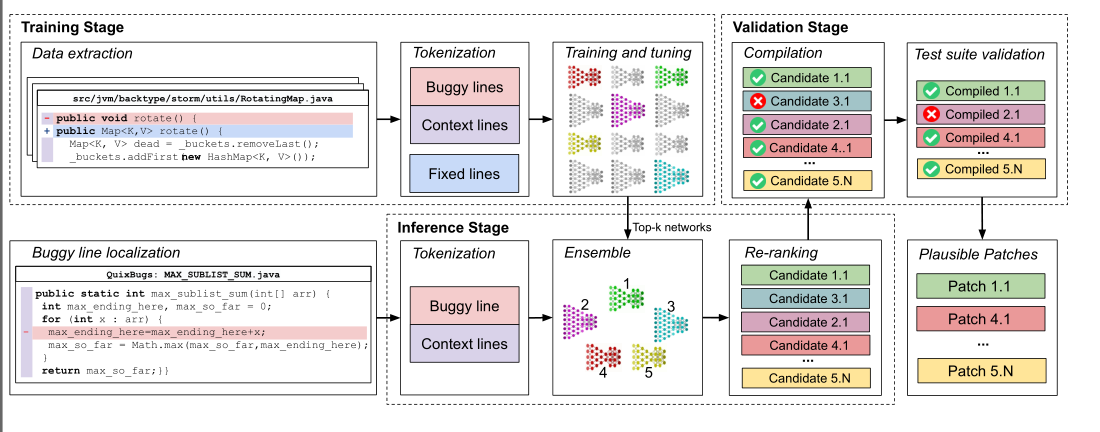 Training Stage
Data extraction
src/jvm/backtype/storm/utils/RotatingMap.java
- public void rotate() {
+ public Map<K,V> rotate() {
Map<K, V> dead = _buckets.removeLast();
_buckets.addFirst(new HashMap<K, V>());
Tokenization
Buggy lines
Context lines
Fixed lines
Training and tuning
Validation Stage
Compilation
Candidate 1.1
Candidate 3.1
Candidate 2.1
Candidate 4..1
...
Candidate 5.N
Test suite validation
Compiled 1.1
Compiled 2.1
Compiled 4.1
...
Compiled 5.N
Buggy line localization
QuixBugs: MAX_SUBLIST_SUM.java
public static int max_sublist_sum(int[] arr) {
int max_ending_here, max_so_far = 0;
for (int x : arr) {
- max_ending_here=max_ending_here+x;
max_so_far = Math.max(max_so_far,max_ending_here);
}
return max_so_far;}}
Inference Stage
Tokenization
Buggy line
Context lines
Top-k networks
Ensemble
1
2
3
4
5
Re-ranking
Candidate 1.1
Candidate 3.1
Candidate 2.1
Candidate 4.1
...
Candidate 5.N
Plausible Patches
Patch 1.1
Patch 4.1
...
Patch 5.N